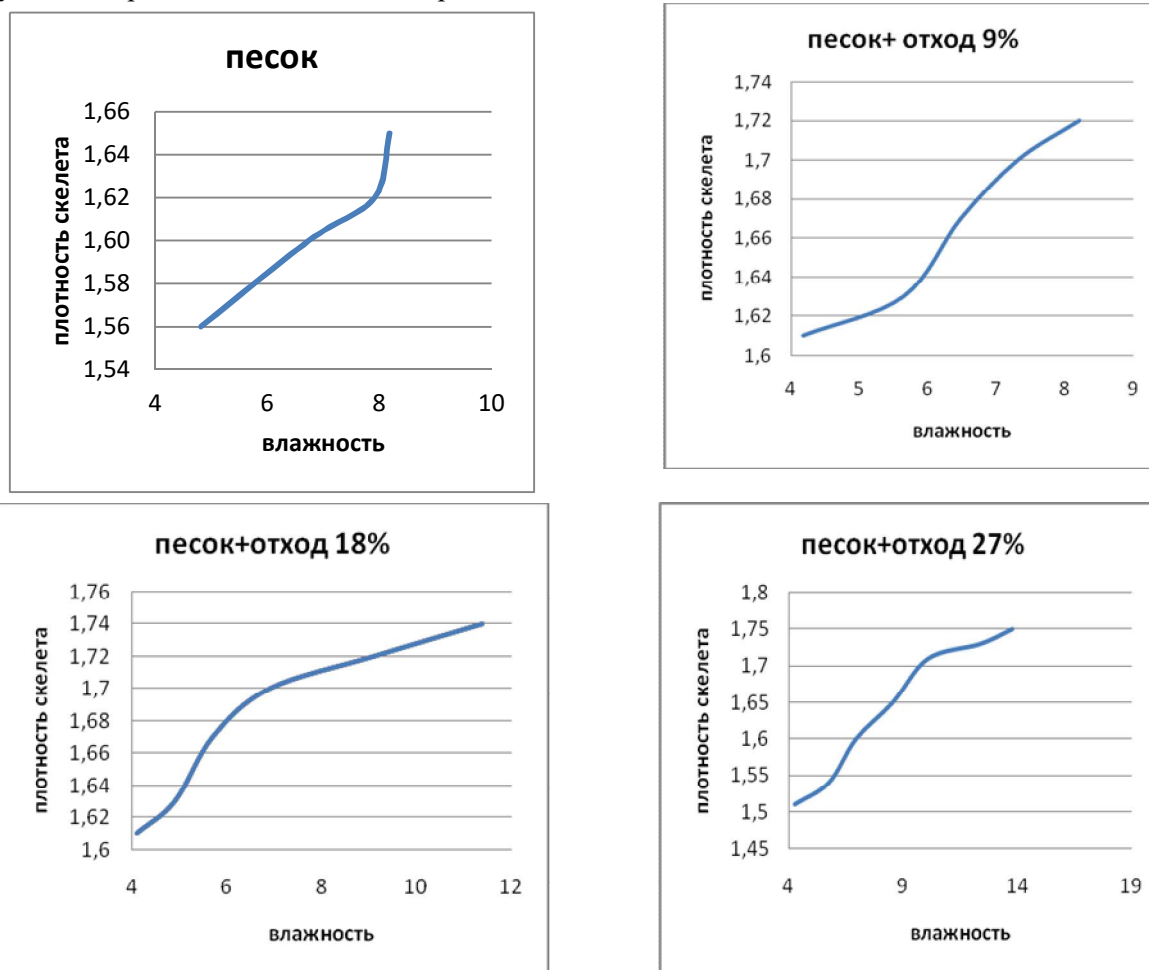 песок
1,66
1,64
1,62
1,60
1,58
1,56
1,54
4 6 8 10
плотность скелета
влажность
песок+ отход 9%
1,74
1,72
1,7
1,68
1,66
1,64
1,62
1,6
4 5 6 7 8 9
плотность скелета
влажность
песок+отход 18%
1,76
1,74
1,72
1,7
1,68
1,66
1,64
1,62
1,6
4 6 8 10 12
плотность скелета
влажность
песок+отход 27%
1,8
1,75
1,7
1,65
1,6
1,55
1,5
1,45
4 9 14 19
плотность скелета
влажность